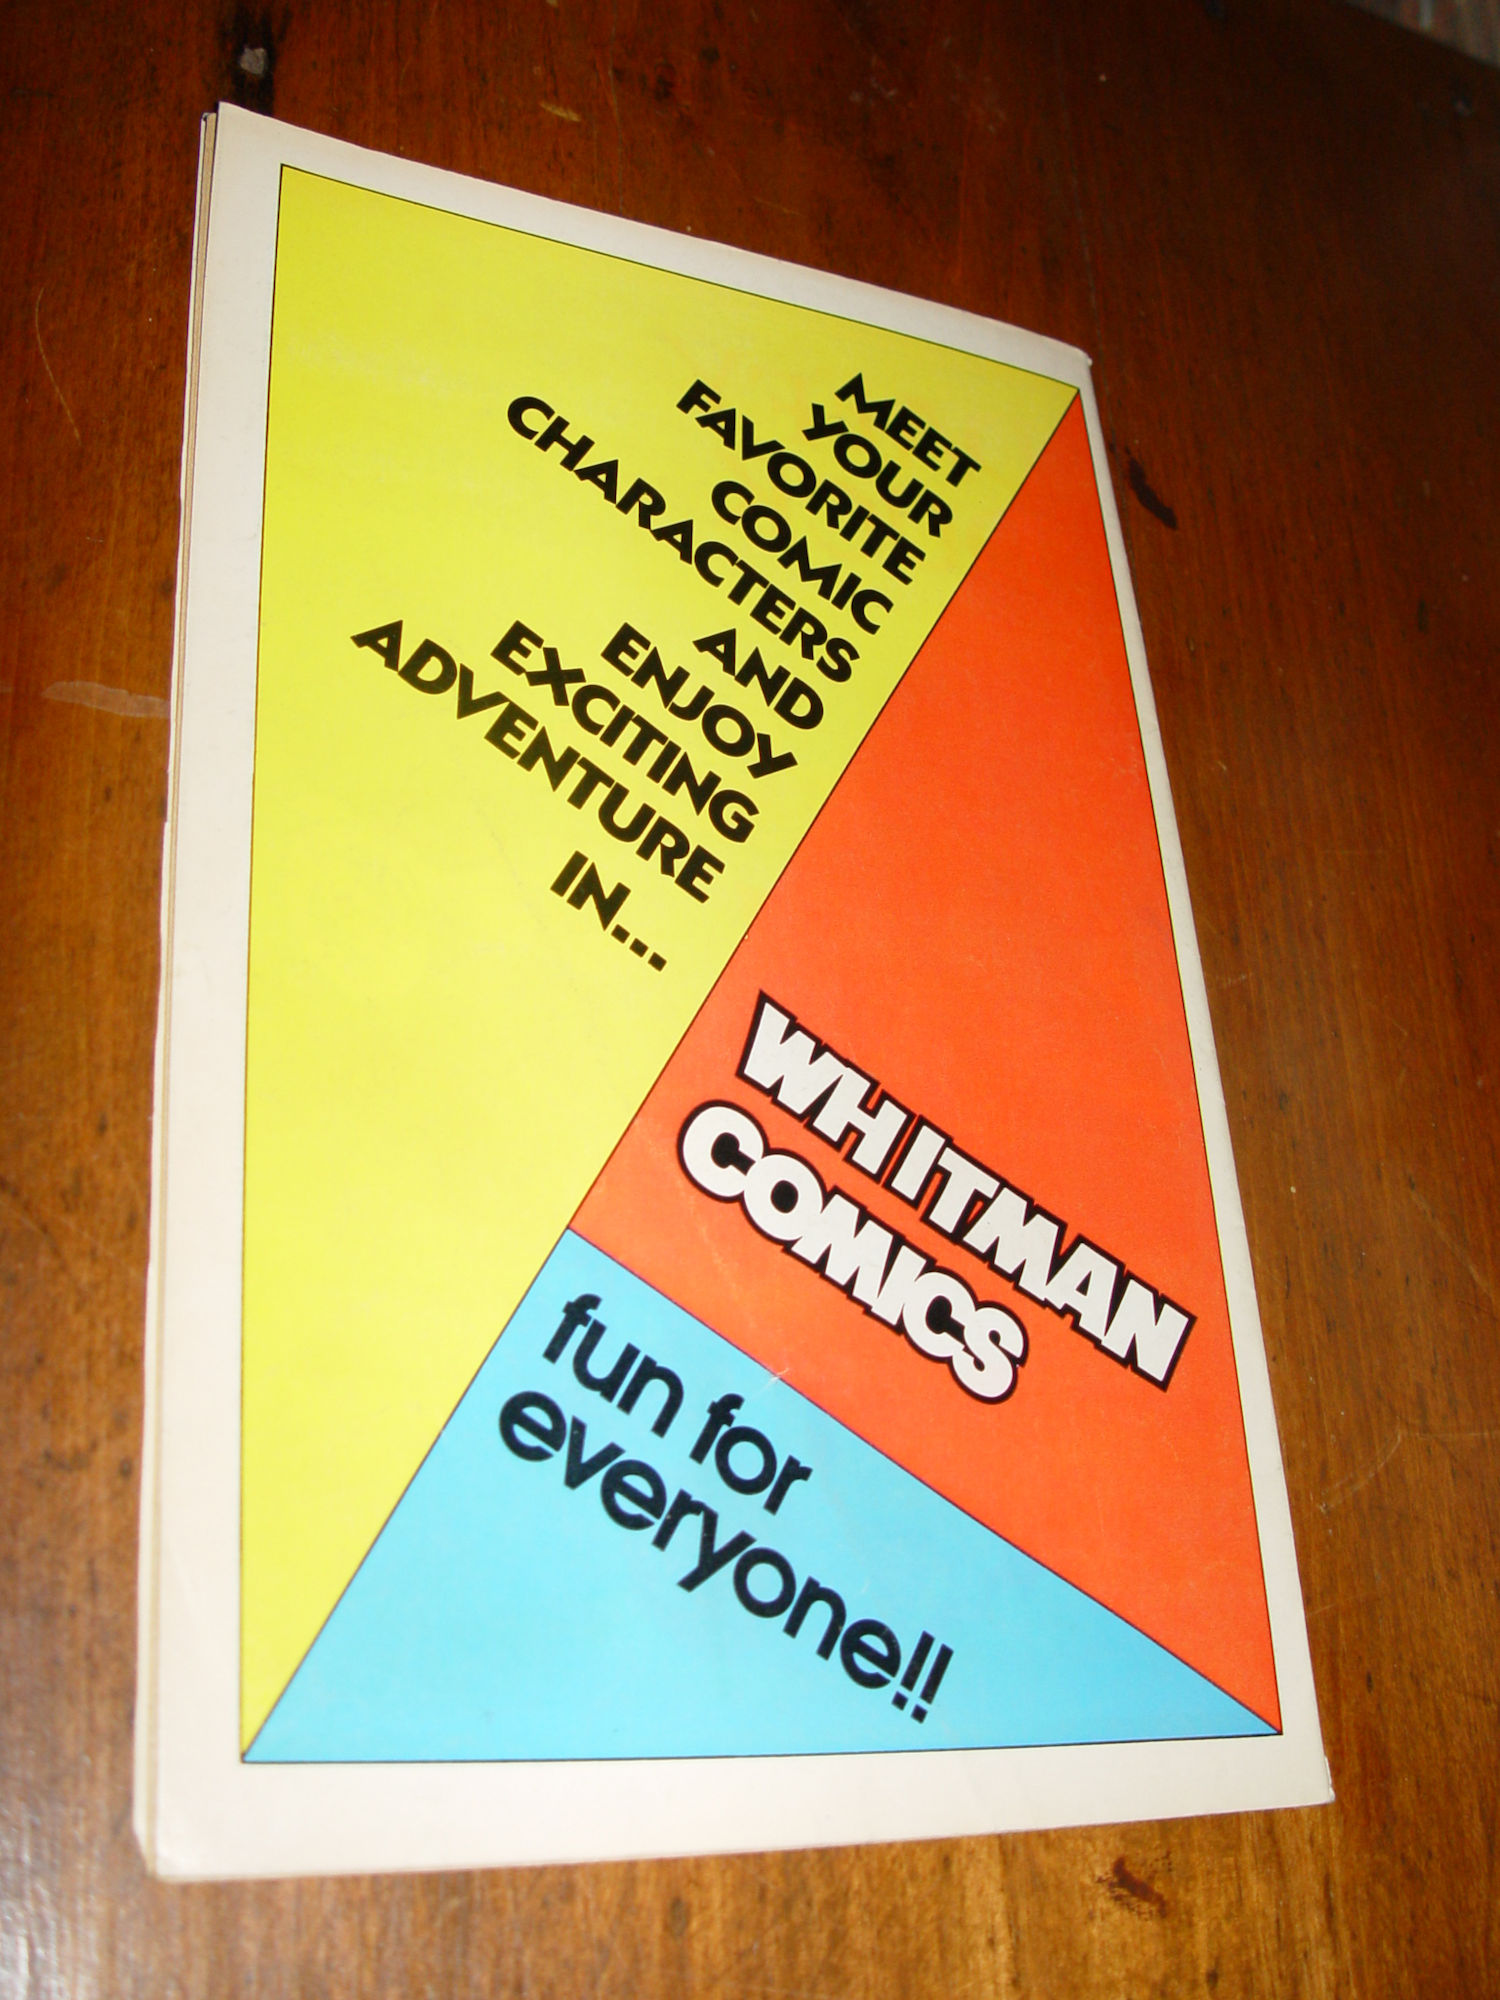 MEET
YOUR
FAVORITE
COMIC
CHARACTERS
AND
ENJOY
EXCITING
ADVENTURE
IN...
WHITMAN
COMICS
fun for
everyone!!